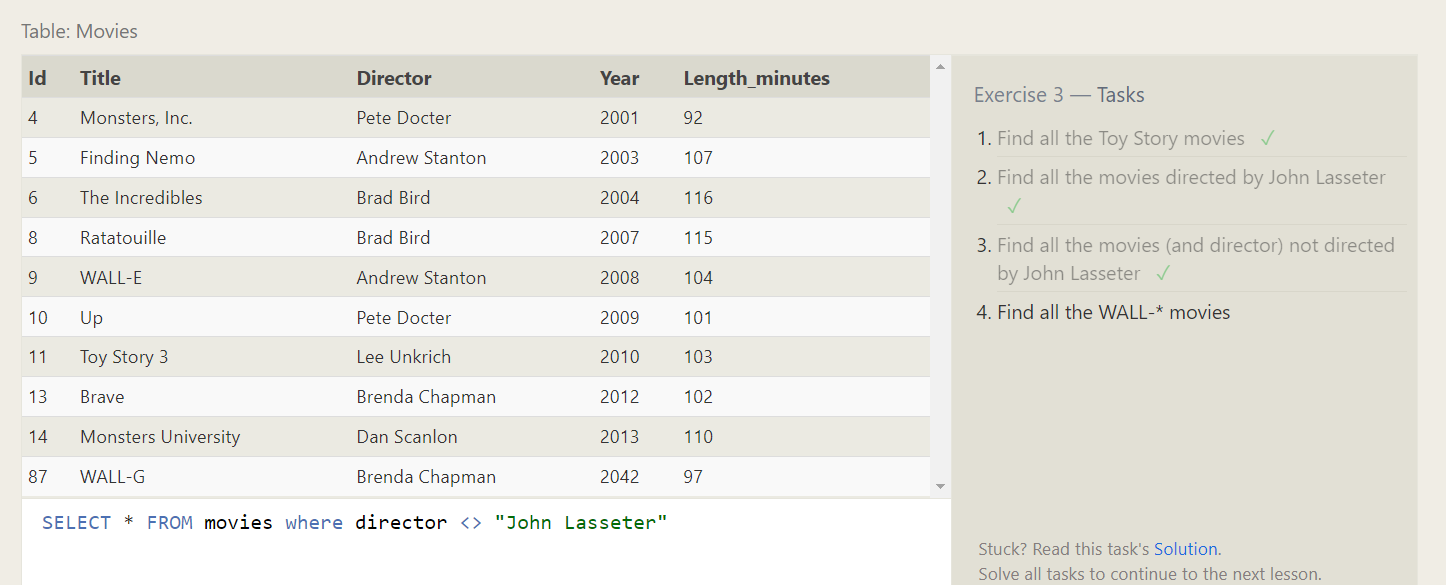 Table: Movies
Id Title Director Year Length_minutes
4 Monsters, Inc. Pete Docter 2001 92
5 Finding Nemo Andrew Stanton 2003 107
6 The Incredibles Brad Bird 2004 116
8 Ratatouille Brad Bird 2007 115
9 WALL-E Andrew Stanton 2008 104
10 Up Pete Docter 2009 101
11 Toy Story 3 Lee Unkrich 2010 103
13 Brave Brenda Chapman 2012 102
14 Monsters University Dan Scanlon 2013 110
87 WALL-G Brenda Chapman 2042 97
SELECT * FROM movies where director <> "John Lasseter"
Exercise 3 — Tasks
1. Find all the Toy Story movies ✓
2. Find all the movies directed by John Lasseter
✓
3. Find all the movies (and director) not directed
by John Lasseter ✓
4. Find all the WALL-* movies
Stuck? Read this task's Solution.
Solve all tasks to continue to the next lesson.